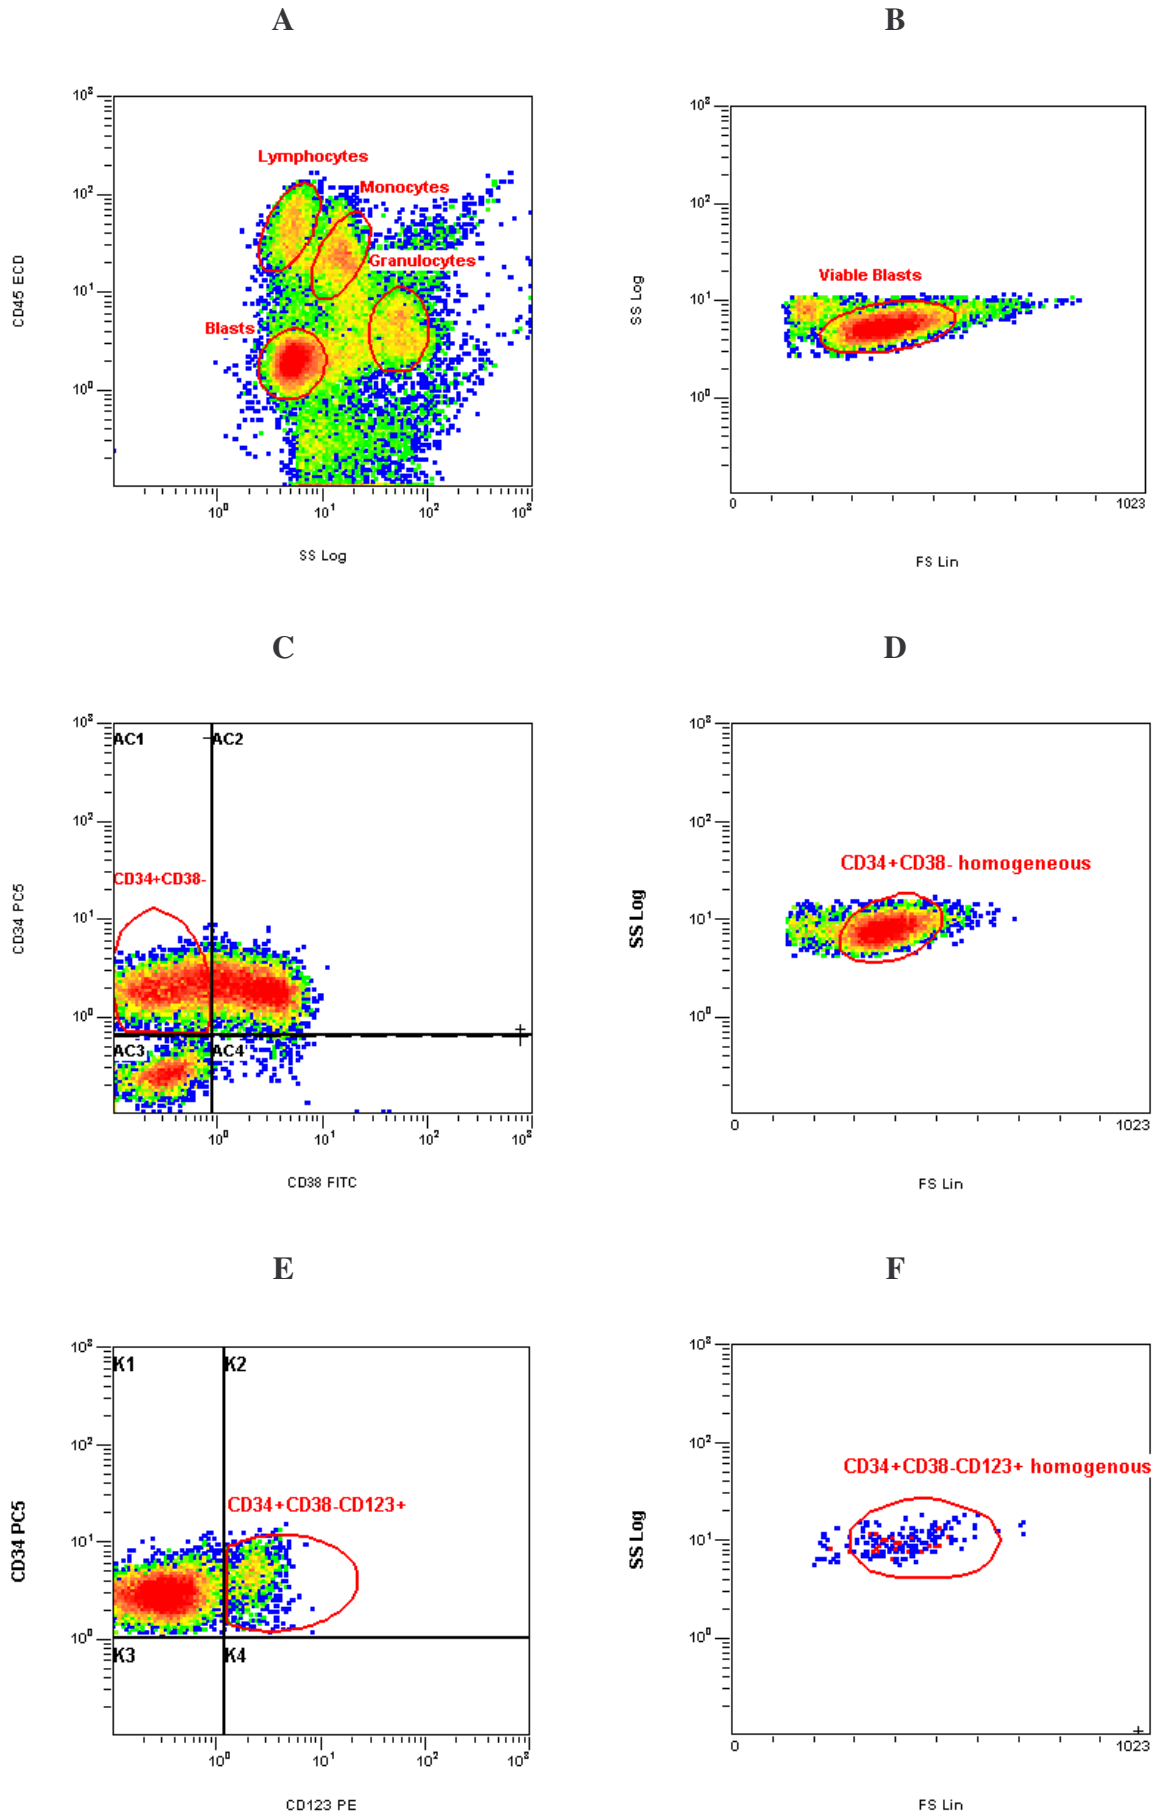 A
B
10³
Lymphocytes
Monocytes
Granulocytes
Blasts
10²
10¹
10⁰
CD45 ECD
10⁰ 10¹ 10² 10³
SS Log
10³
10²
Viable Blasts
10¹
10⁰
SS Log
0 1023
FS Lin
C
D
10³
AC1 AC2
10²
CD34+CD38-
10¹
10⁰
AC3 AC4
CD34 PC5
10⁰ 10¹ 10² 10³
CD38 FITC
10³
10²
CD34+CD38- homogeneous
10¹
10⁰
SS Log
0 1023
FS Lin
E
F
10³
K1 K2
10²
CD34+CD38-CD123+
10¹
10⁰
K3 K4
CD34 PC5
10⁰ 10¹ 10² 10³
CD123 PE
10³
10²
CD34+CD38-CD123+ homogenous
10¹
10⁰
SS Log
0 1023
FS Lin